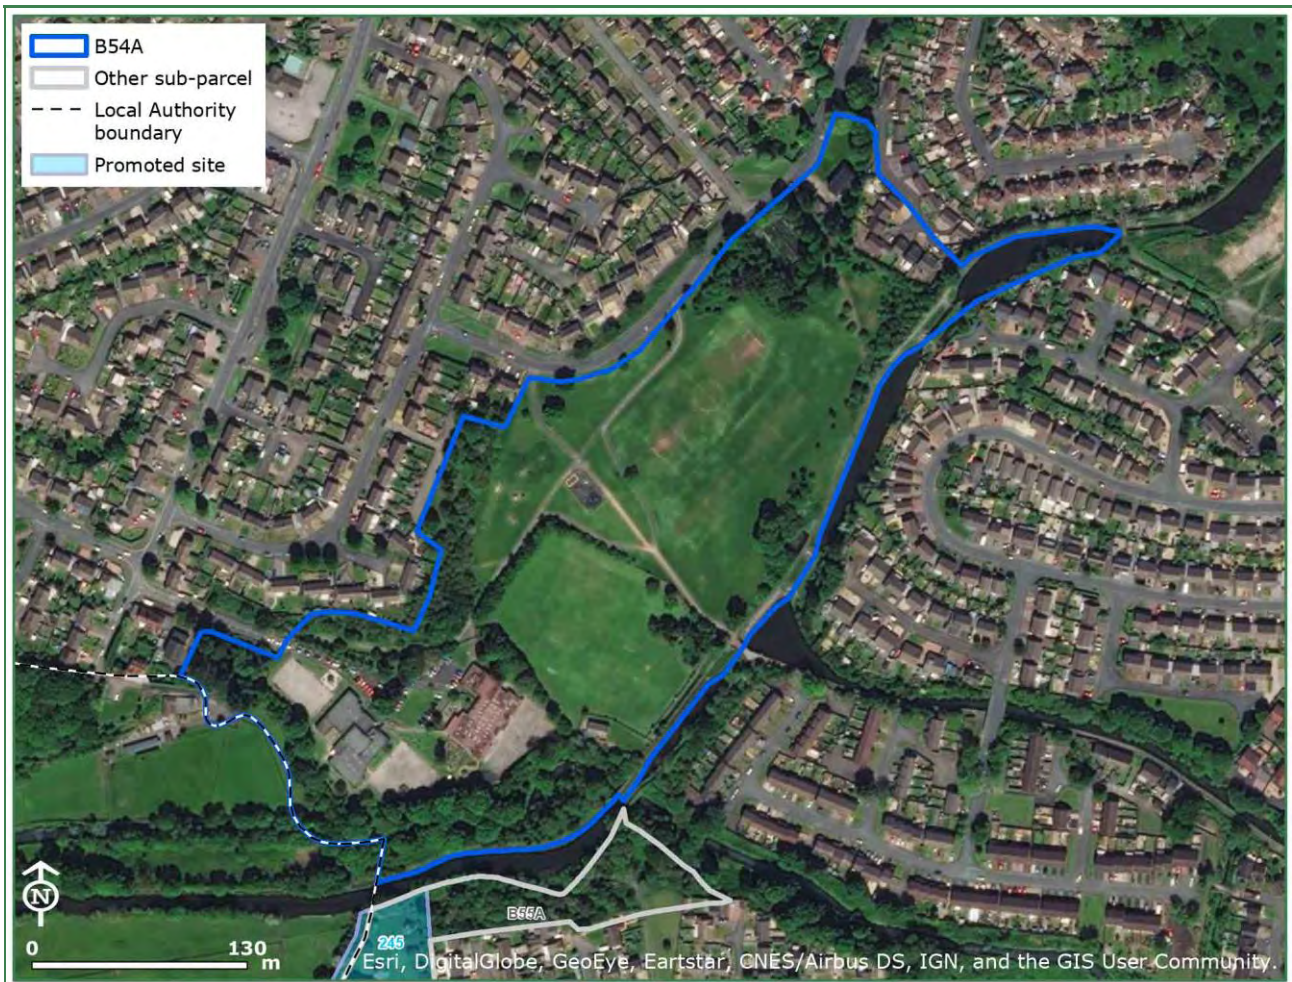 B54A
Other sub-parcel
Local Authority
boundary
Promoted site
B55A
245
N
0 130
m
Esri, DigitalGlobe, GeoEye, Eartstar, CNES/Airbus DS, IGN, and the GIS User Community.